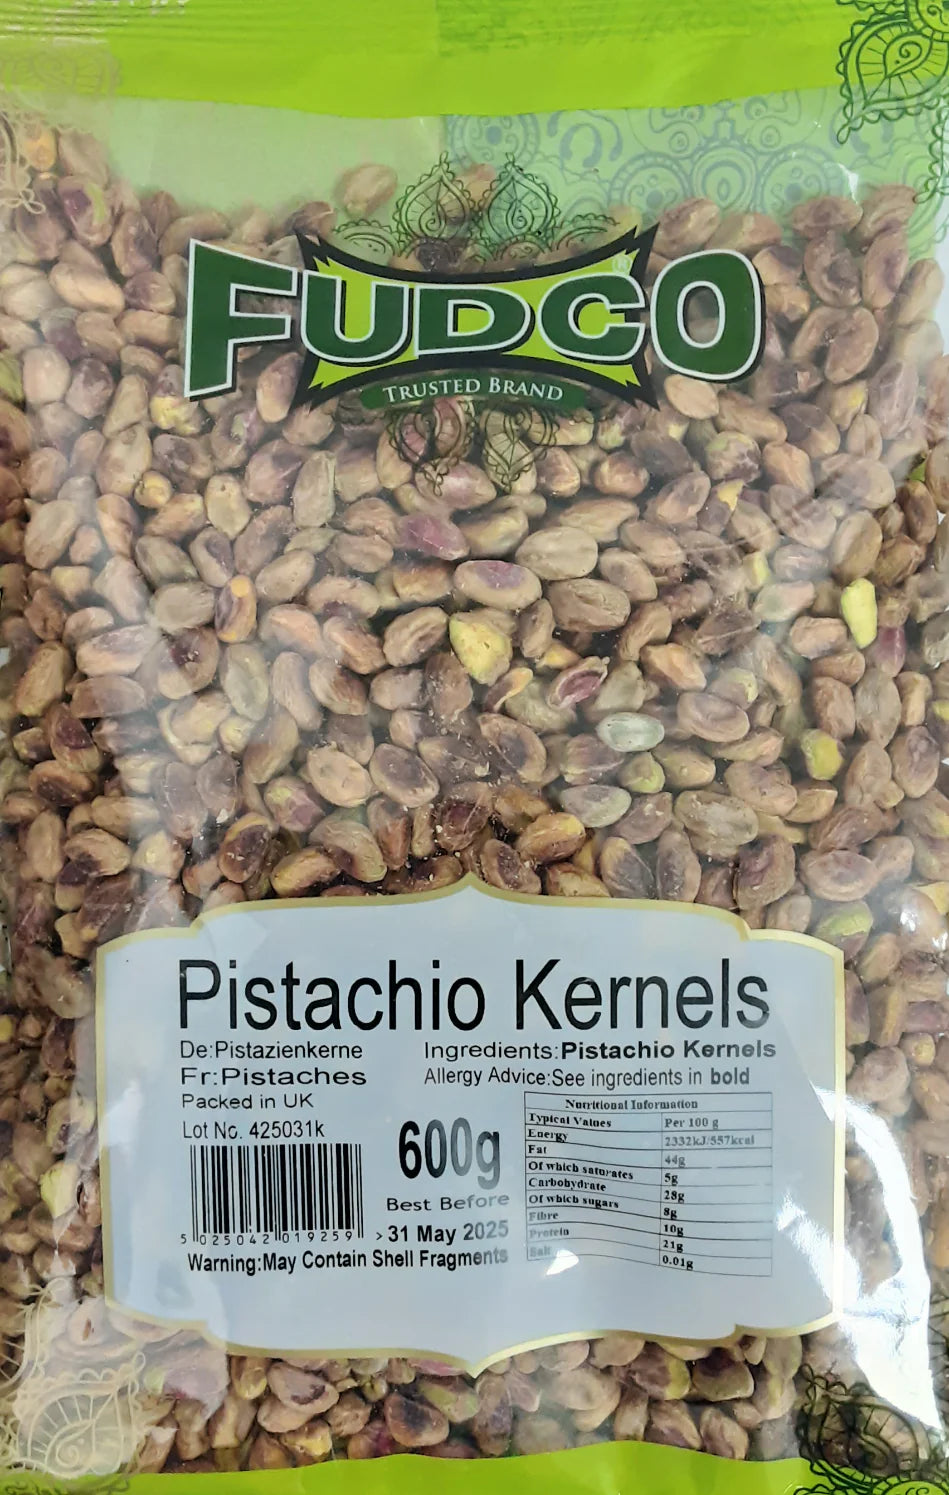 FUDCO
®
TRUSTED BRAND
Pistachio Kernels
De:Pistazienkerne
Ingredients:Pistachio Kernels
Fr:Pistaches
Allergy Advice:See ingredients in bold
Packed in UK
Lot No. 425031k
600g
Best Before
31 May 2025
5 025042 019259 >
Warning:May Contain Shell Fragments
Nutritional Information
Typical Values Per 100 g
Energy 2332kJ/557kcal
Fat 44g
Of which saturates 5g
Carbohydrate 28g
Of which sugars 8g
Fibre 10g
Protein 21g
Salt 0.01g